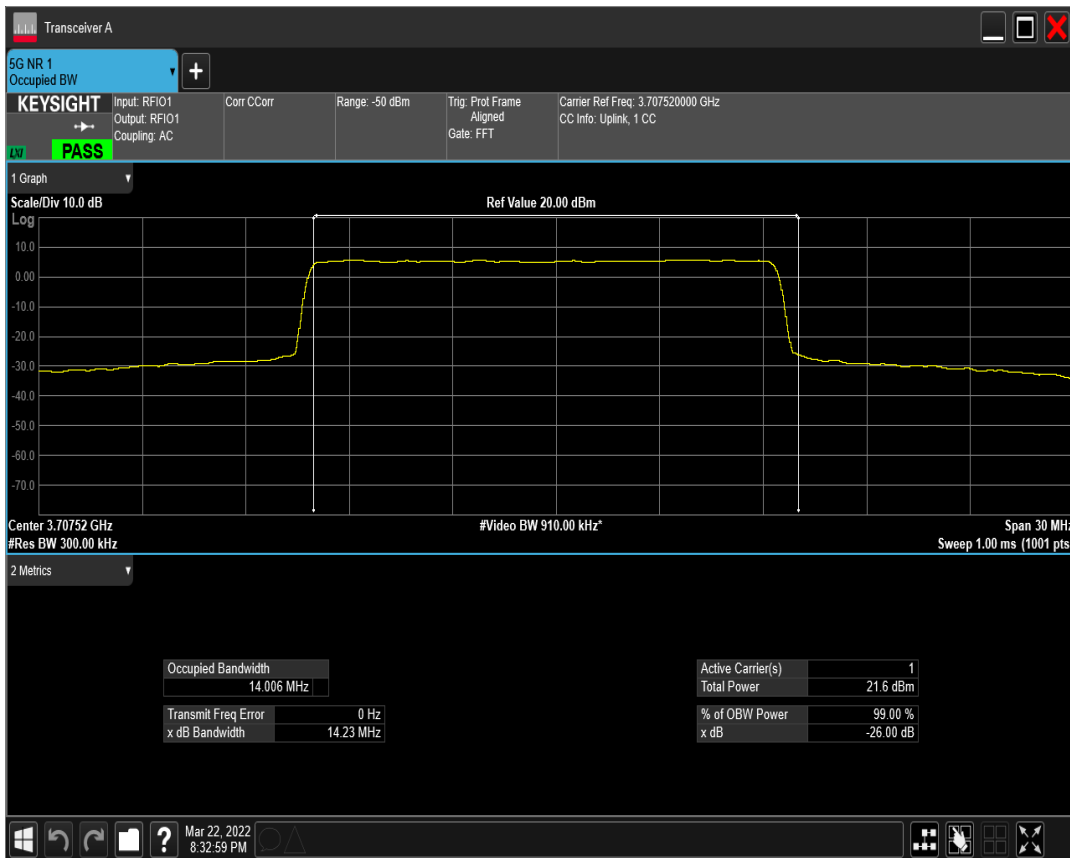 Transceiver A
5G NR 1
Occupied BW
+
KEYSIGHT
LXI
PASS
Input: RFIO1
Output: RFIO1
Coupling: AC
Corr CCorr
Range: -50 dBm
Trig: Prot Frame
Aligned
Gate: FFT
Carrier Ref Freq: 3.707520000 GHz
CC Info: Uplink, 1 CC
1 Graph
Scale/Div 10.0 dB
Ref Value 20.00 dBm
Log
10.0
0.00
-10.0
-20.0
-30.0
-40.0
-50.0
-60.0
-70.0
Center 3.70752 GHz
#Video BW 910.00 kHz*
Span 30 MHz
#Res BW 300.00 kHz
Sweep 1.00 ms (1001 pts
2 Metrics
Occupied Bandwidth
14.006 MHz
Transmit Freq Error 0 Hz
x dB Bandwidth 14.23 MHz
Active Carrier(s) 1
Total Power 21.6 dBm
% of OBW Power 99.00 %
x dB -26.00 dB
?
Mar 22, 2022
8:32:59 PM